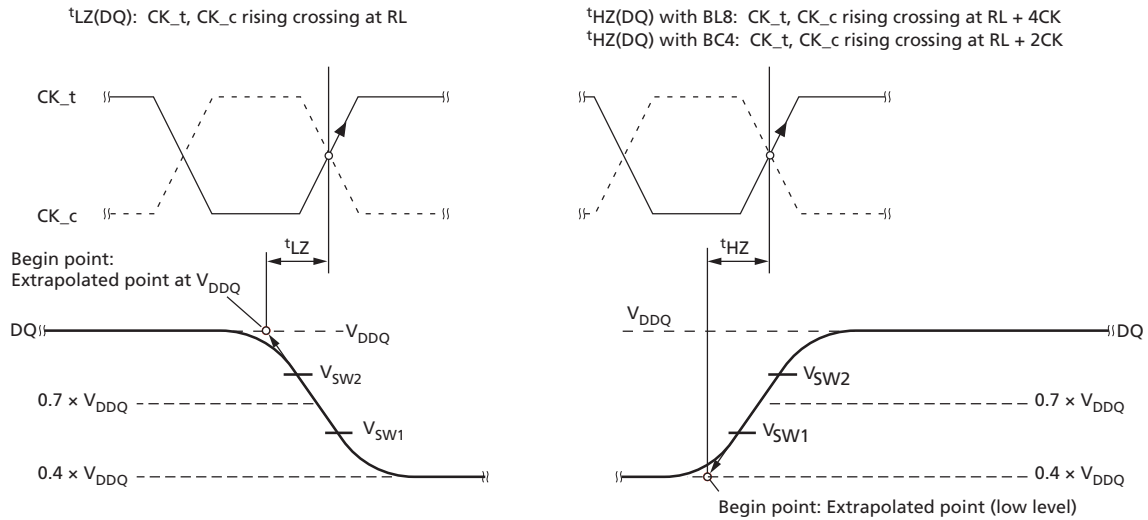 tLZ(DQ): CK_t, CK_c rising crossing at RL
tHZ(DQ) with BL8: CK_t, CK_c rising crossing at RL + 4CK
tHZ(DQ) with BC4: CK_t, CK_c rising crossing at RL + 2CK
CK_t
CK_c
tLZ
tHZ
Begin point:
Extrapolated point at VDDQ
VDDQ
DQ
VDDQ
DQ
VSW2
VSW2
0.7 × VDDQ
0.7 × VDDQ
VSW1
VSW1
0.4 × VDDQ
0.4 × VDDQ
Begin point: Extrapolated point (low level)